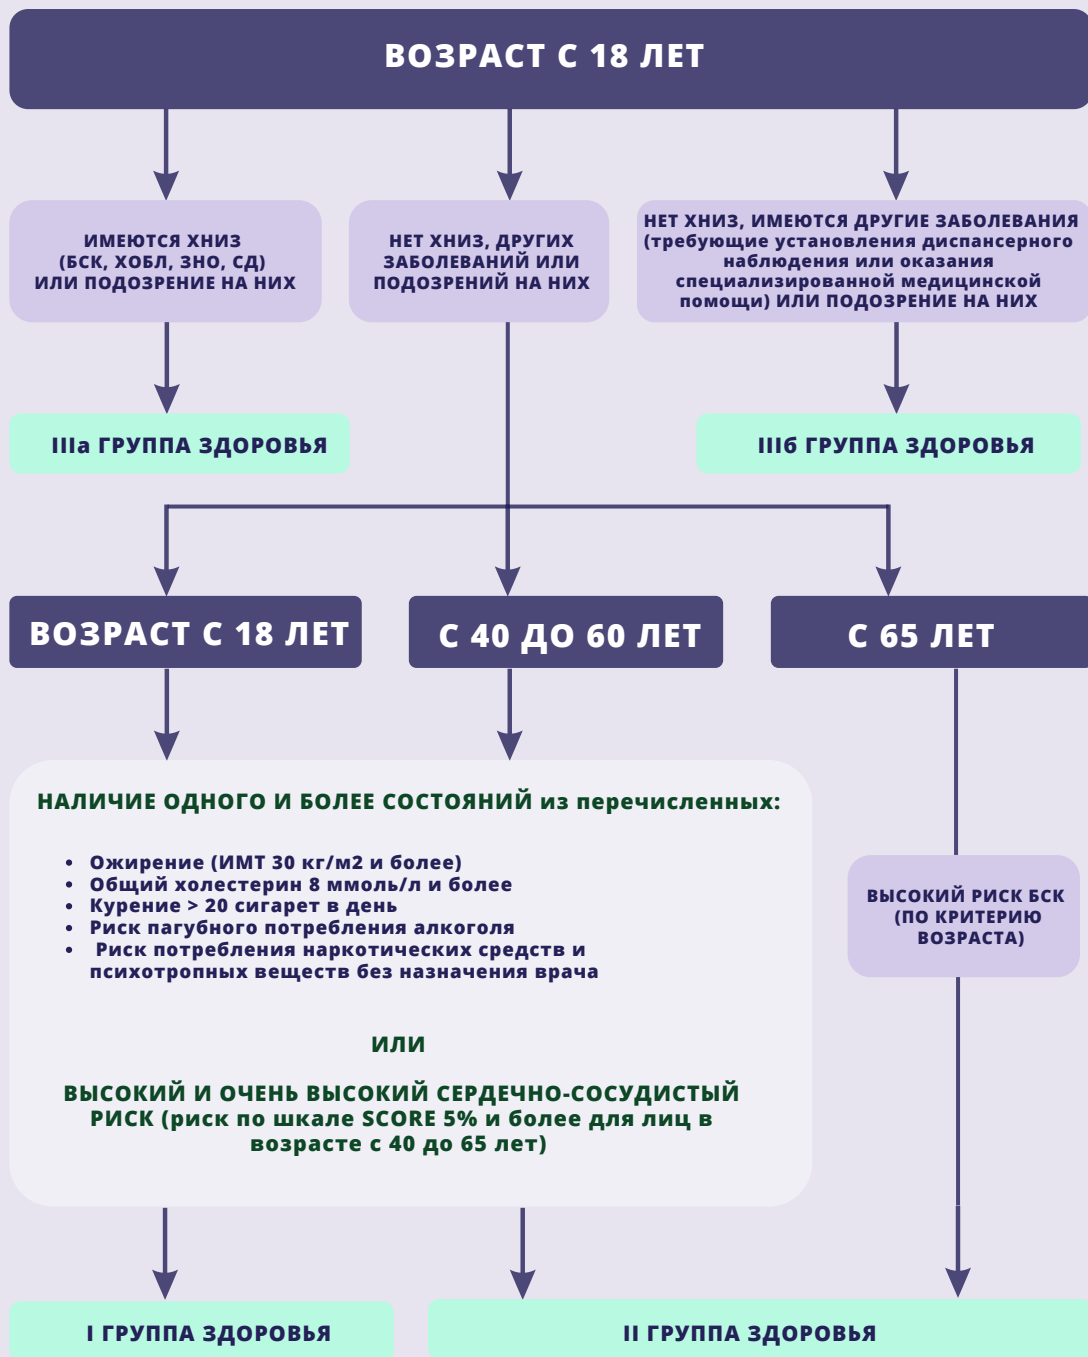 ВОЗРАСТ С 18 ЛЕТ
ИМЕЮТСЯ ХНИЗ
(БСК, ХОБЛ, ЗНО, СД)
ИЛИ ПОДОЗРЕНИЕ НА НИХ
НЕТ ХНИЗ, ДРУГИХ
ЗАБОЛЕВАНИЙ ИЛИ
ПОДОЗРЕНИЙ НА НИХ
НЕТ ХНИЗ, ИМЕЮТСЯ ДРУГИЕ ЗАБОЛЕВАНИЯ
(требующие установления диспансерного
наблюдения или оказания
специализированной медицинской
помощи) ИЛИ ПОДОЗРЕНИЕ НА НИХ
IIIа ГРУППА ЗДОРОВЬЯ
IIIб ГРУППА ЗДОРОВЬЯ
ВОЗРАСТ С 18 ЛЕТ
С 40 ДО 60 ЛЕТ
С 65 ЛЕТ
НАЛИЧИЕ ОДНОГО И БОЛЕЕ СОСТОЯНИЙ из перечисленных:
• Ожирение (ИМТ 30 кг/м2 и более)
• Общий холестерин 8 ммоль/л и более
• Курение > 20 сигарет в день
• Риск пагубного потребления алкоголя
• Риск потребления наркотических средств и
психотропных веществ без назначения врача
ИЛИ
ВЫСОКИЙ И ОЧЕНЬ ВЫСОКИЙ СЕРДЕЧНО-СОСУДИСТЫЙ
РИСК (риск по шкале SCORE 5% и более для лиц в
возрасте с 40 до 65 лет)
ВЫСОКИЙ РИСК БСК
(ПО КРИТЕРИЮ
ВОЗРАСТА)
I ГРУППА ЗДОРОВЬЯ
II ГРУППА ЗДОРОВЬЯ